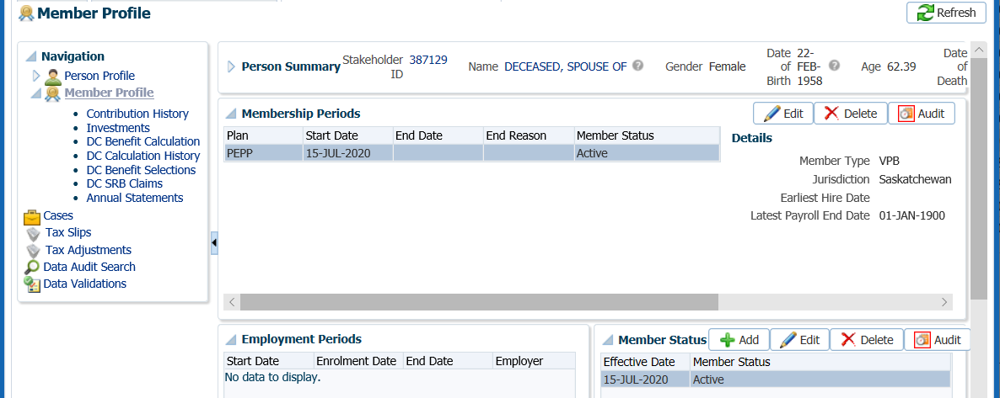 Member Profile
Refresh
Navigation
Person Profile
Member Profile
Contribution History
Investments
DC Benefit Calculation
DC Calculation History
DC Benefit Selections
DC SRB Claims
Annual Statements
Cases
Tax Slips
Tax Adjustments
Data Audit Search
Data Validations
Person Summary
Stakeholder
ID
387129
Name DECEASED, SPOUSE OF
Gender Female
Date
of
Birth
22-
FEB-
1958
Age 62.39
Date
of
Death
Membership Periods
Edit Delete Audit
Plan Start Date End Date End Reason Member Status
PEPP 15-JUL-2020 Active
Details
Member Type VPB
Jurisdiction Saskatchewan
Earliest Hire Date
Latest Payroll End Date 01-JAN-1900
Employment Periods
Start Date Enrolment Date End Date Employer
No data to display.
Member Status Add Edit Delete Audit
Effective Date Member Status
15-JUL-2020 Active